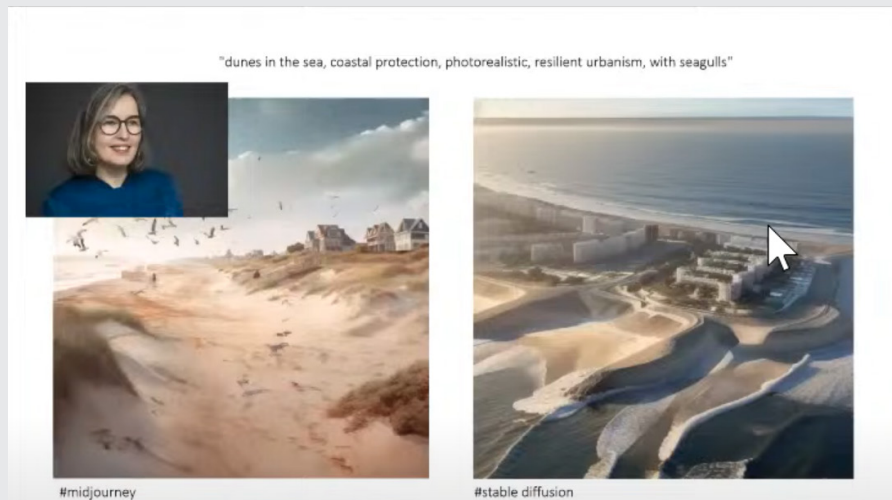 "dunes in the sea, coastal protection, photorealistic, resilient urbanism, with seagulls"
#midjourney
#stable diffusion